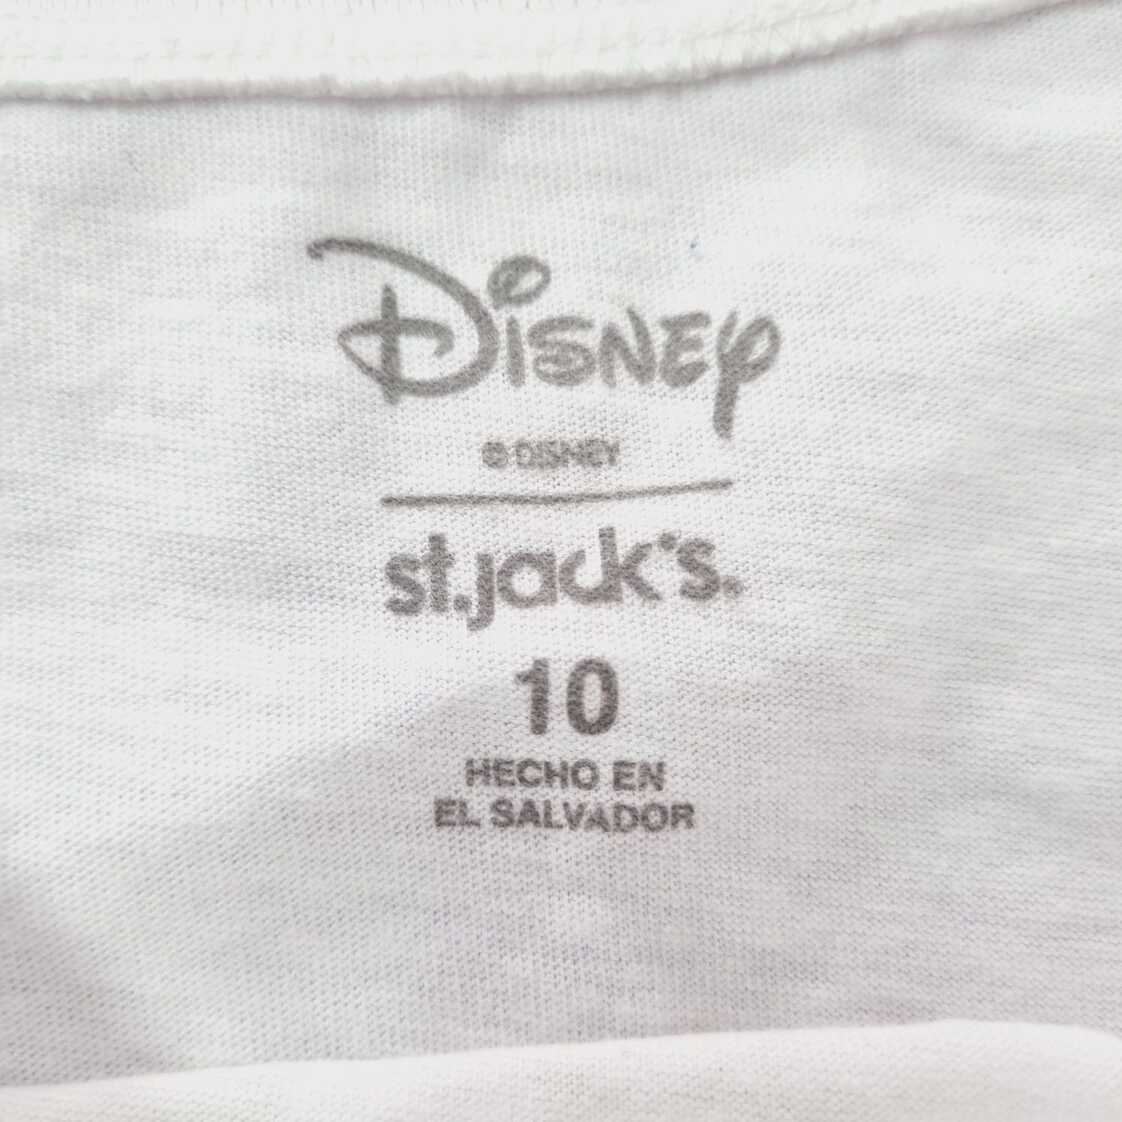 Disney
© DISNEY
st.jack's.
10
HECHO EN
EL SALVADOR